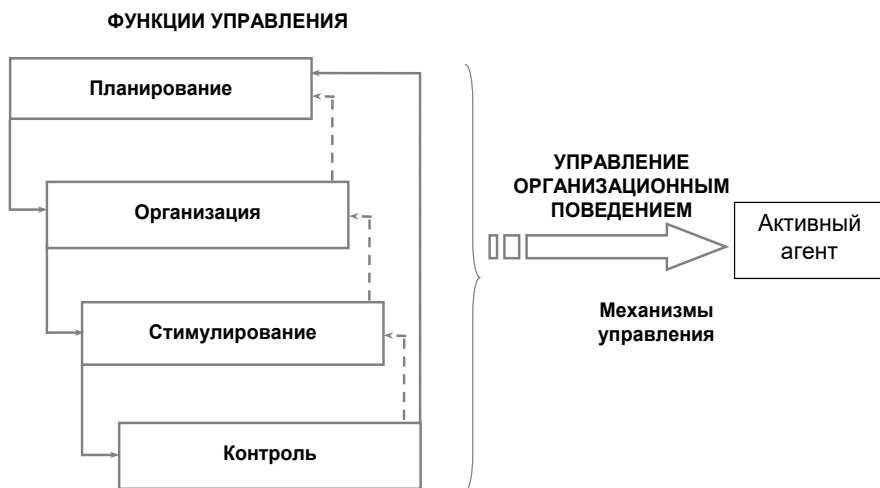 ФУНКЦИИ УПРАВЛЕНИЯ
Планирование
Организация
Стимулирование
Контроль
УПРАВЛЕНИЕ
ОРГАНИЗАЦИОННЫМ
ПОВЕДЕНИЕМ
Механизмы
управления
Активный
агент